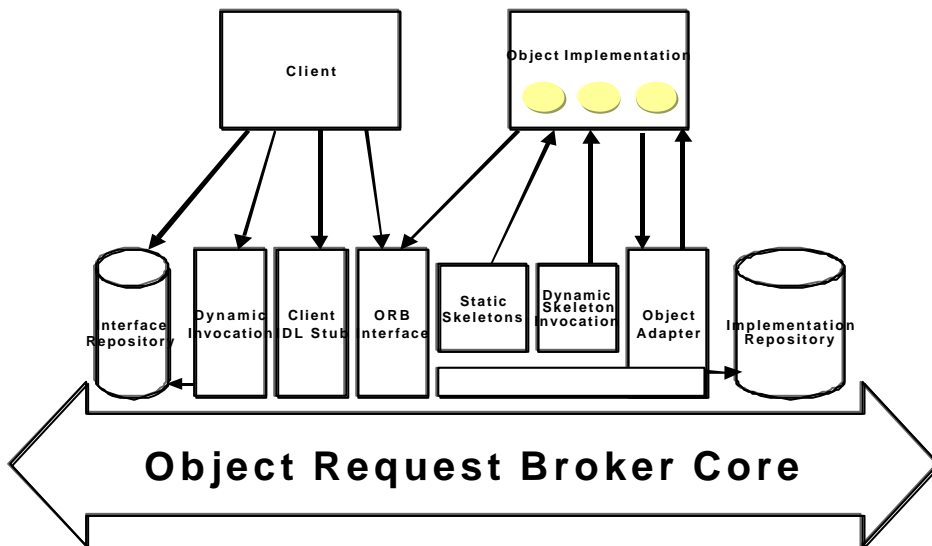 Client
Object Implementation
Interface
Repository
Dynamic
Invocation
Client
IDL Stub
ORB
Interface
Static
Skeletons
Dynamic
Skeleton
Invocation
Object
Adapter
Implementation
Repository
Object Request Broker Core